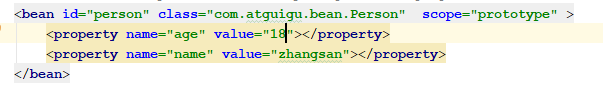 <bean id="person" class="com.atguigu.bean.Person"  scope="prototype" >
    <property name="age" value="18"></property>
    <property name="name" value="zhangsan"></property>
</bean>